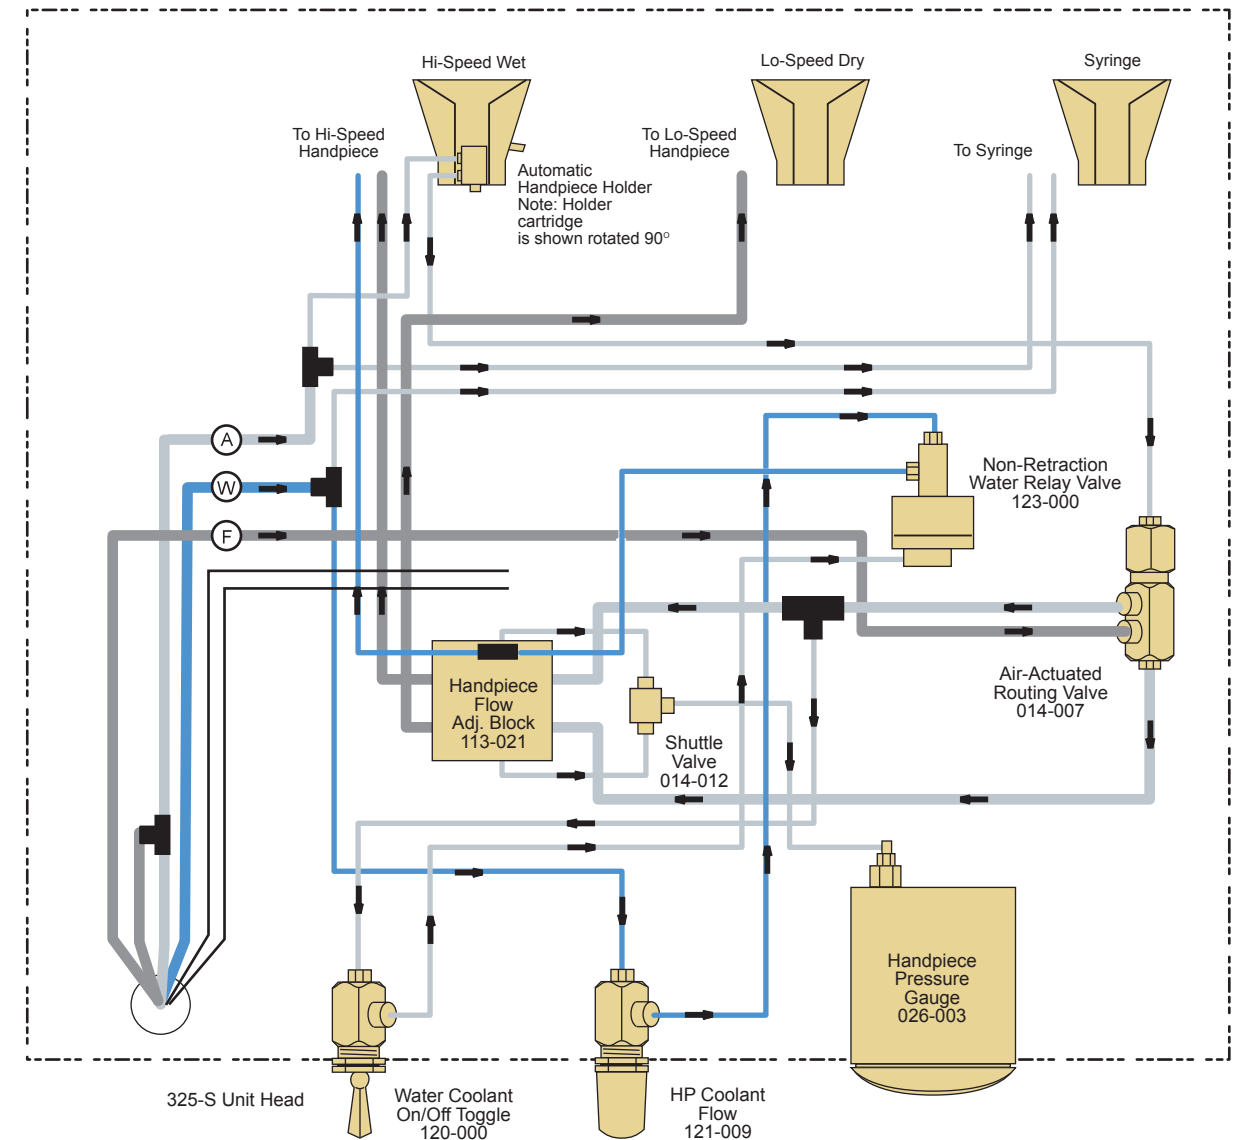 Hi-Speed Wet
Lo-Speed Dry
Syringe
To Hi-Speed
Handpiece
To Lo-Speed
Handpiece
To Syringe
Automatic
Handpiece Holder
Note: Holder
cartridge
is shown rotated 90°
A
W
F
Non-Retraction
Water Relay Valve
123-000
Air-Actuated
Routing Valve
014-007
Handpiece
Flow
Adj. Block
113-021
Shuttle
Valve
014-012
Handpiece
Pressure
Gauge
026-003
325-S Unit Head
Water Coolant
On/Off Toggle
120-000
HP Coolant
Flow
121-009